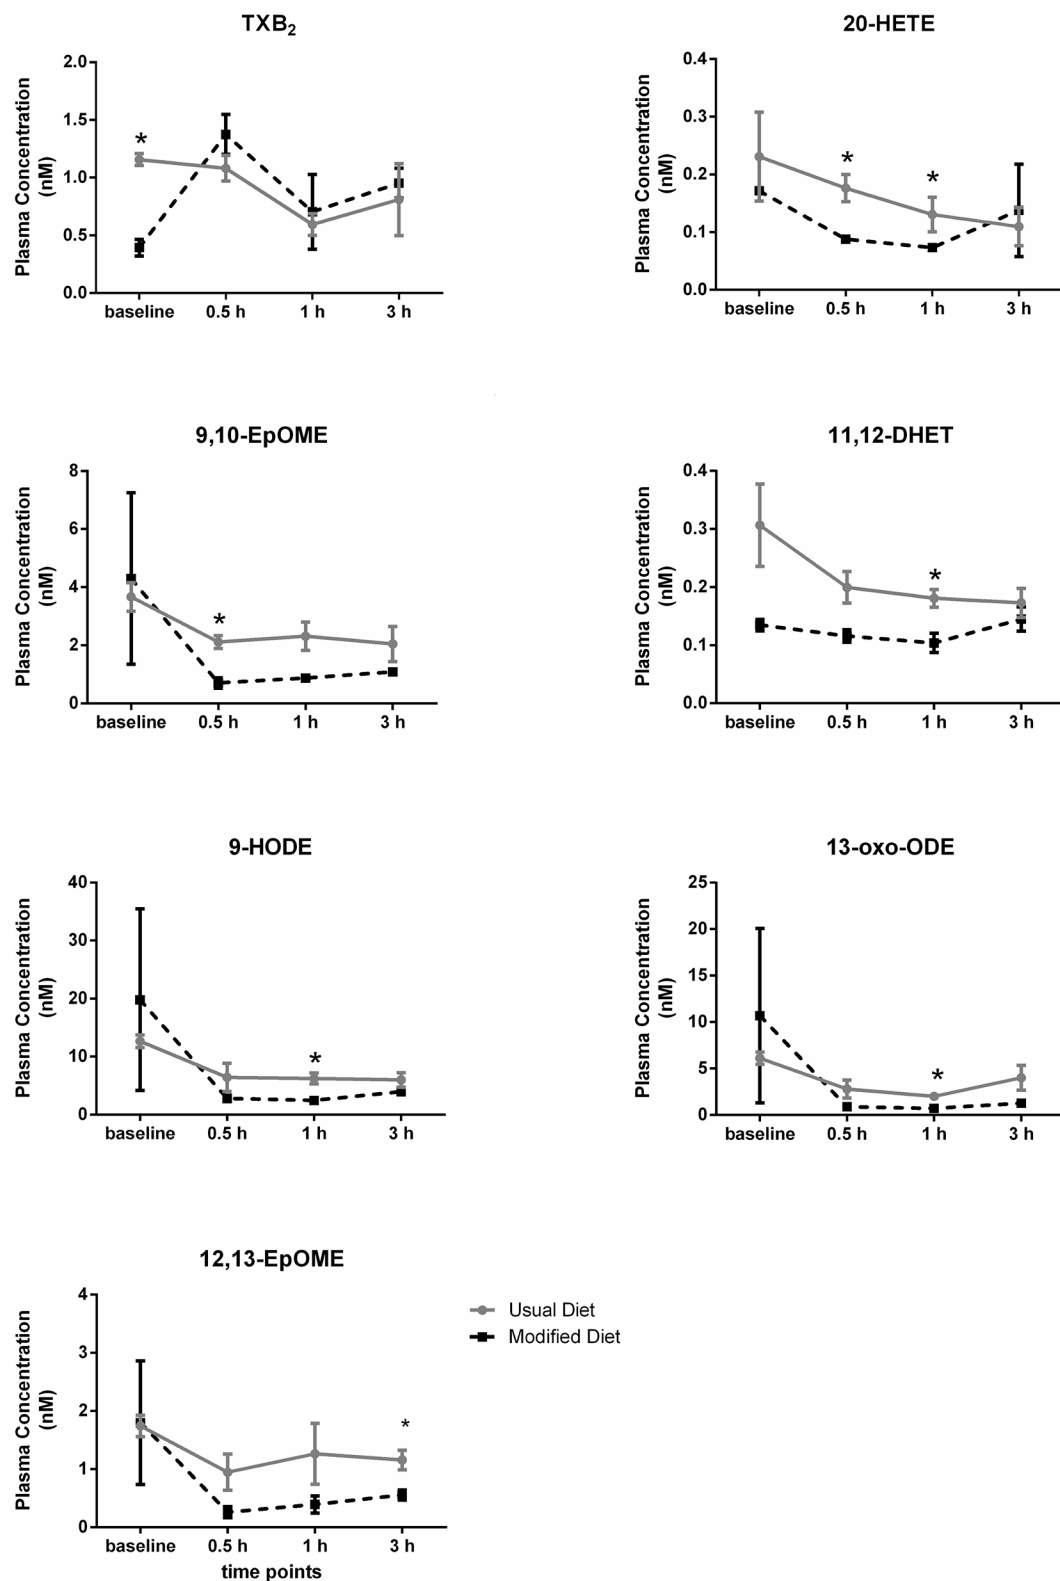 TXB₂
Plasma Concentration
(nM)
2.0
1.5
1.0
0.5
0.0
*
baseline 0.5 h 1 h 3 h
20-HETE
Plasma Concentration
(nM)
0.4
0.3
0.2
0.1
0.0
* *
baseline 0.5 h 1 h 3 h
9,10-EpOME
Plasma Concentration
(nM)
8
6
4
2
0
*
baseline 0.5 h 1 h 3 h
11,12-DHET
Plasma Concentration
(nM)
0.4
0.3
0.2
0.1
0.0
*
baseline 0.5 h 1 h 3 h
9-HODE
Plasma Concentration
(nM)
40
30
20
10
0
*
baseline 0.5 h 1 h 3 h
13-oxo-ODE
Plasma Concentration
(nM)
25
20
15
10
5
0
*
baseline 0.5 h 1 h 3 h
12,13-EpOME
Plasma Concentration
(nM)
4
3
2
1
0
*
baseline 0.5 h 1 h 3 h
time points
Usual Diet
Modified Diet